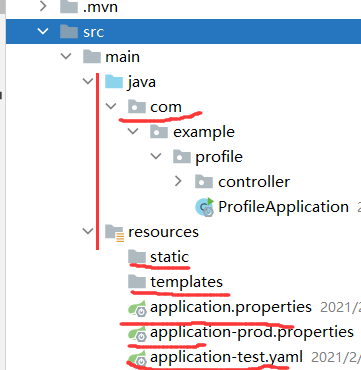 .mvn
src
main
java
com
example
profile
controller
ProfileApplication 2
resources
static
templates
application.properties 2021/2
application-prod.properties
application-test.yaml 2021/2/